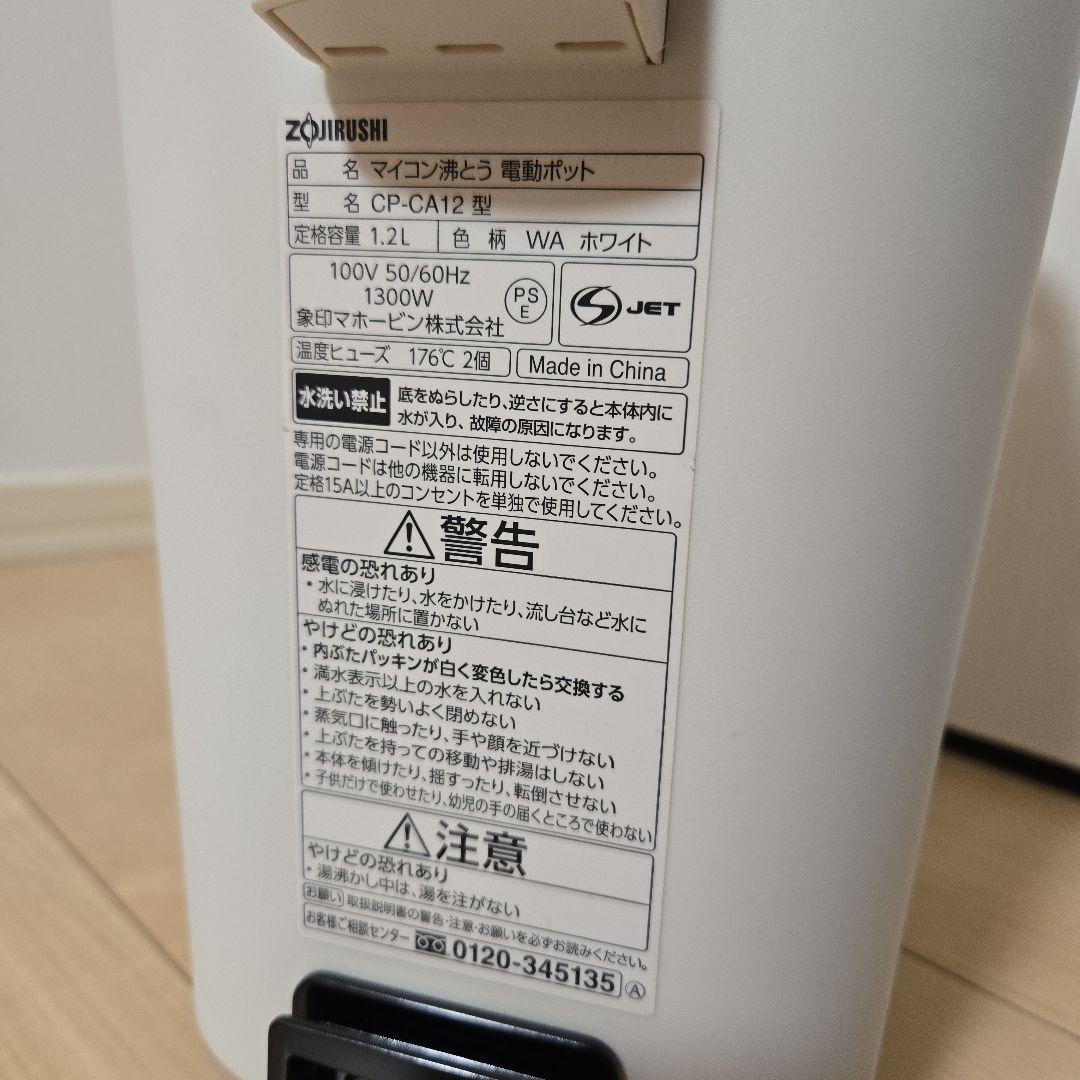 ZOJIRUSHI
品名 マイコン沸とう 電動ポット
型名 CP-CA12 型
定格容量 1.2L 色柄 WA ホワイト
100V 50/60Hz
1300W
象印マホービン株式会社
PS
E
JET
温度ヒューズ 176℃ 2個
Made in China
水洗い禁止
底をぬらしたり、逆さにすると本体内に
水が入り、故障の原因になります。
専用の電源コード以外は使用しないでください。
電源コードは他の機器に転用しないでください。
定格15A以上のコンセントを単独で使用してください。
警告
感電の恐れあり
・水に浸けたり、水をかけたり、流し台など水に
ぬれた場所に置かない
やけどの恐れあり
・内ぶたパッキンが白く変色したら交換する
・満水表示以上の水を入れない
・上ぶたを勢いよく閉めない
・蒸気口に触ったり、手や顔を近づけない
・上ぶたを持っての移動や排湯はしない
・本体を傾けたり、揺すったり、転倒させない
・子供だけで使わせたり、幼児の手の届くところで使わない
注意
やけどの恐れあり
・湯沸かし中は、湯を注がない
お願い 取扱説明書の警告・注意・お願いを必ずお読みください。
お客様ご相談センター 0120-345135 A